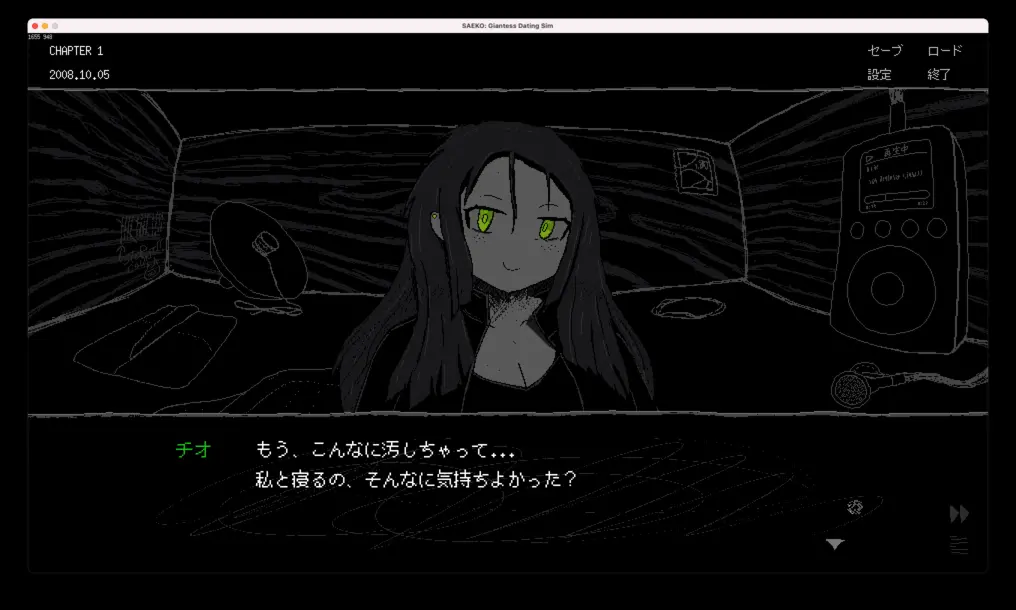 SAEKO: Giantess Dating Sim
1655 948
CHAPTER 1
セーブ
ロード
2008.10.05
設定
終了
再生中
チオ
もう、こんなに汚しちゃって...
私と寝るの、そんなに気持ちよかった？